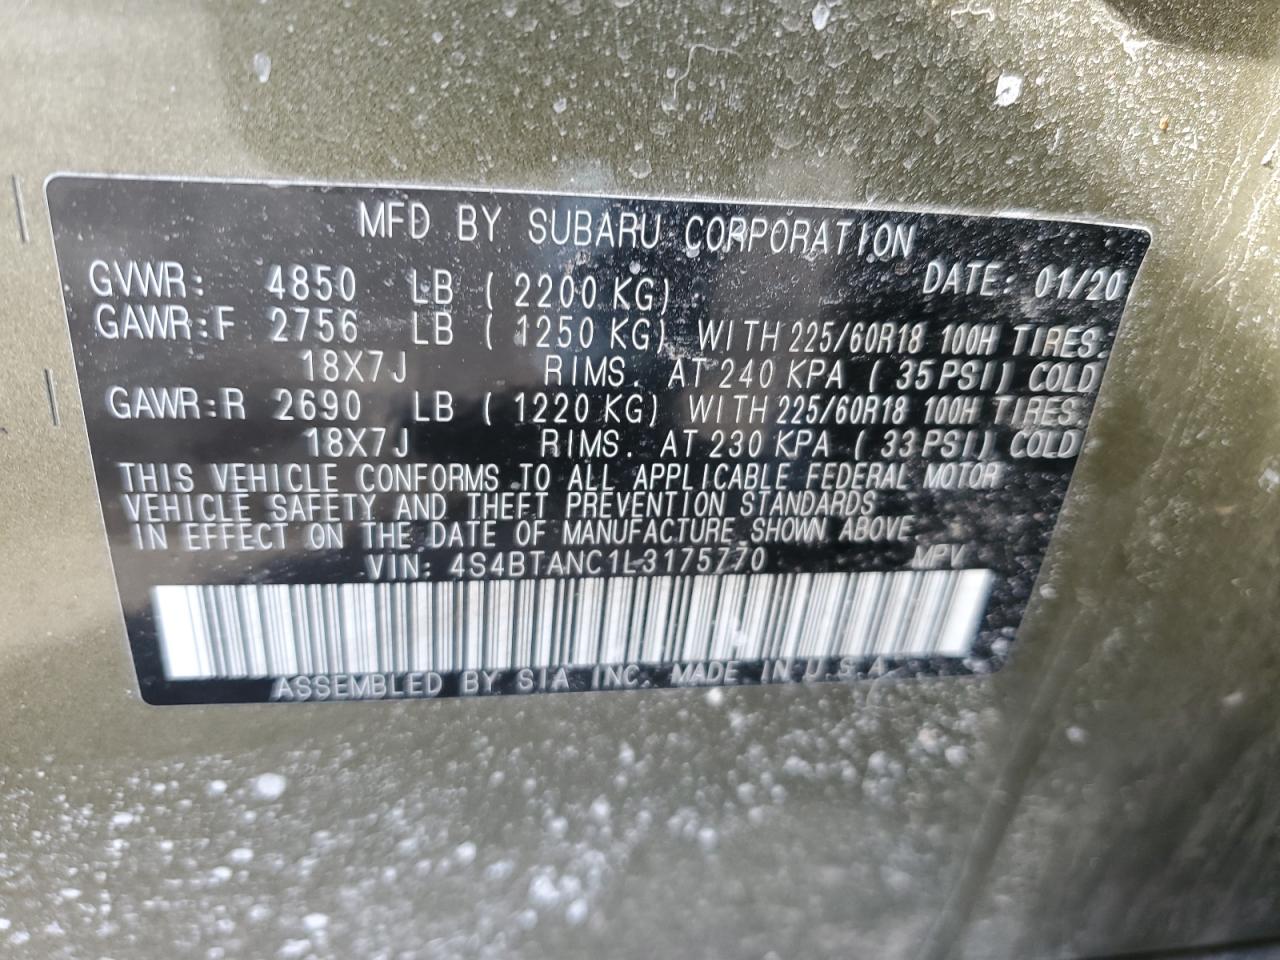 MFD BY SUBARU CORPORATION
GVWR: 4850 LB ( 2200 KG) DATE: 01/20
GAWR:F 2756 LB ( 1250 KG) WITH 225/60R18 100H TIRES.
18X7J RIMS. AT 240 KPA ( 35 PSI) COLD
GAWR:R 2690 LB ( 1220 KG) WITH 225/60R18 100H TIRES.
18X7J RIMS. AT 230 KPA ( 33 PSI) COLD
THIS VEHICLE CONFORMS TO ALL APPLICABLE FEDERAL MOTOR
VEHICLE SAFETY AND THEFT PREVENTION STANDARDS
IN EFFECT ON THE DATE OF MANUFACTURE SHOWN ABOVE
VIN: 4S4BTANC1L3175770 MPV
ASSEMBLED BY SIA INC. MADE IN U.S.A